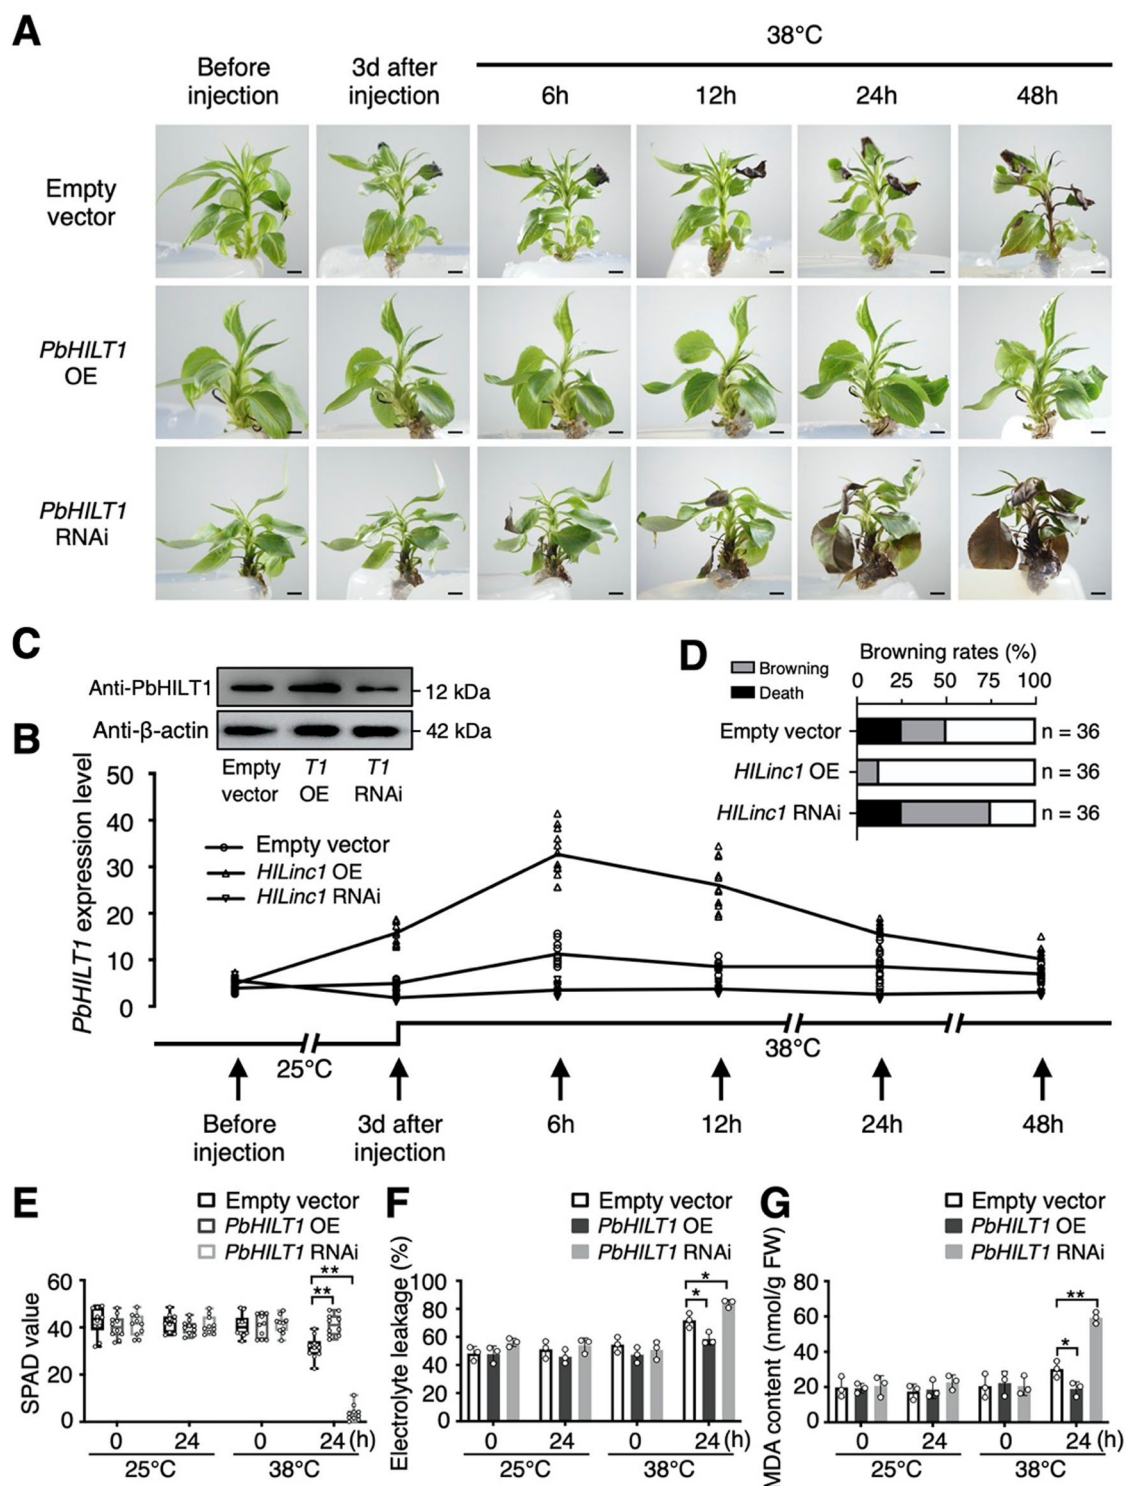 A
38°C
Before
injection
3d after
injection
6h
12h
24h
48h
Empty
vector
PbHILT1
OE
PbHILT1
RNAi
C
Anti-PbHILT1
12 kDa
Anti-β-actin
42 kDa
Empty
vector
T1
OE
T1
RNAi
D
Browning rates (%)
Browning
Death
0 25 50 75 100
Empty vector
n = 36
HILinc1 OE
n = 36
HILinc1 RNAi
n = 36
B
PbHILT1 expression level
50
40
30
20
10
0
Empty vector
HILinc1 OE
HILinc1 RNAi
25°C
38°C
Before
injection
3d after
injection
6h
12h
24h
48h
E
Empty vector
PbHILT1 OE
PbHILT1 RNAi
SPAD value
60
40
20
0
**
**
0 24 0 24 (h)
25°C 38°C
F
Empty vector
PbHILT1 OE
PbHILT1 RNAi
Electrolyte leakage (%)
100
80
60
40
20
0
*
*
0 24 0 24 (h)
25°C 38°C
G
Empty vector
PbHILT1 OE
PbHILT1 RNAi
MDA content (nmol/g FW)
80
60
40
20
0
**
*
0 24 0 24 (h)
25°C 38°C